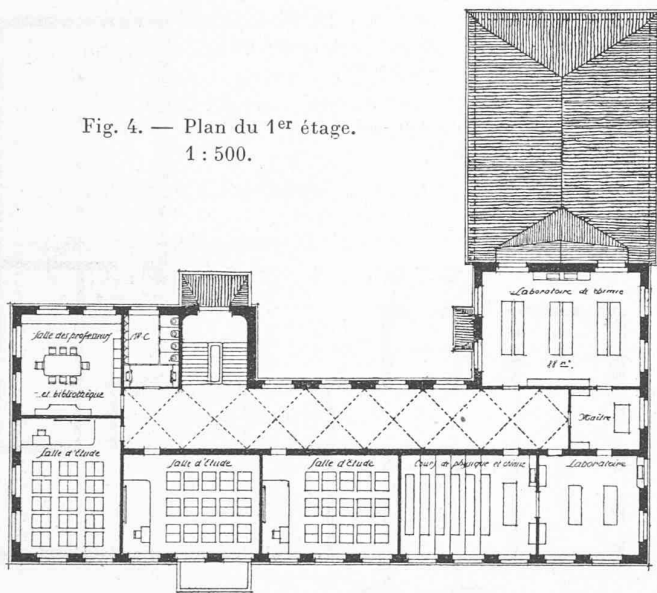 Fig. 4. — Plan du 1er étage.
1 : 500.
Laboratoire de chimie
Salle des professeurs
W C
et bibliothèque
Maître
Salle d'étude
Salle d'étude
Salle d'étude
Cours de physique et chimie
Laboratoire